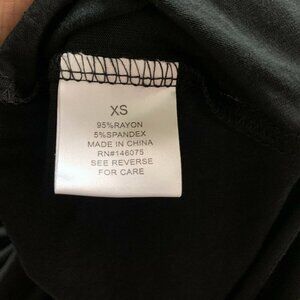 XS
95%RAYON
5%SPANDEX
MADE IN CHINA
RN#146075
SEE REVERSE
FOR CARE